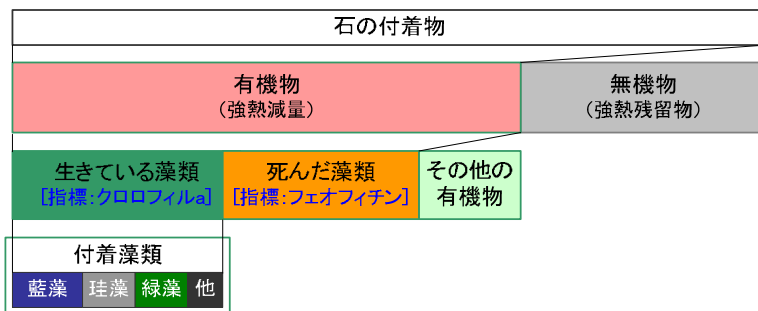 石の付着物
有機物
（強熱減量）
無機物
（強熱残留物）
生きている藻類
[指標:クロロフィルa]
死んだ藻類
[指標:フェオフィチン]
その他の
有機物
付着藻類
藍藻
珪藻
緑藻
他